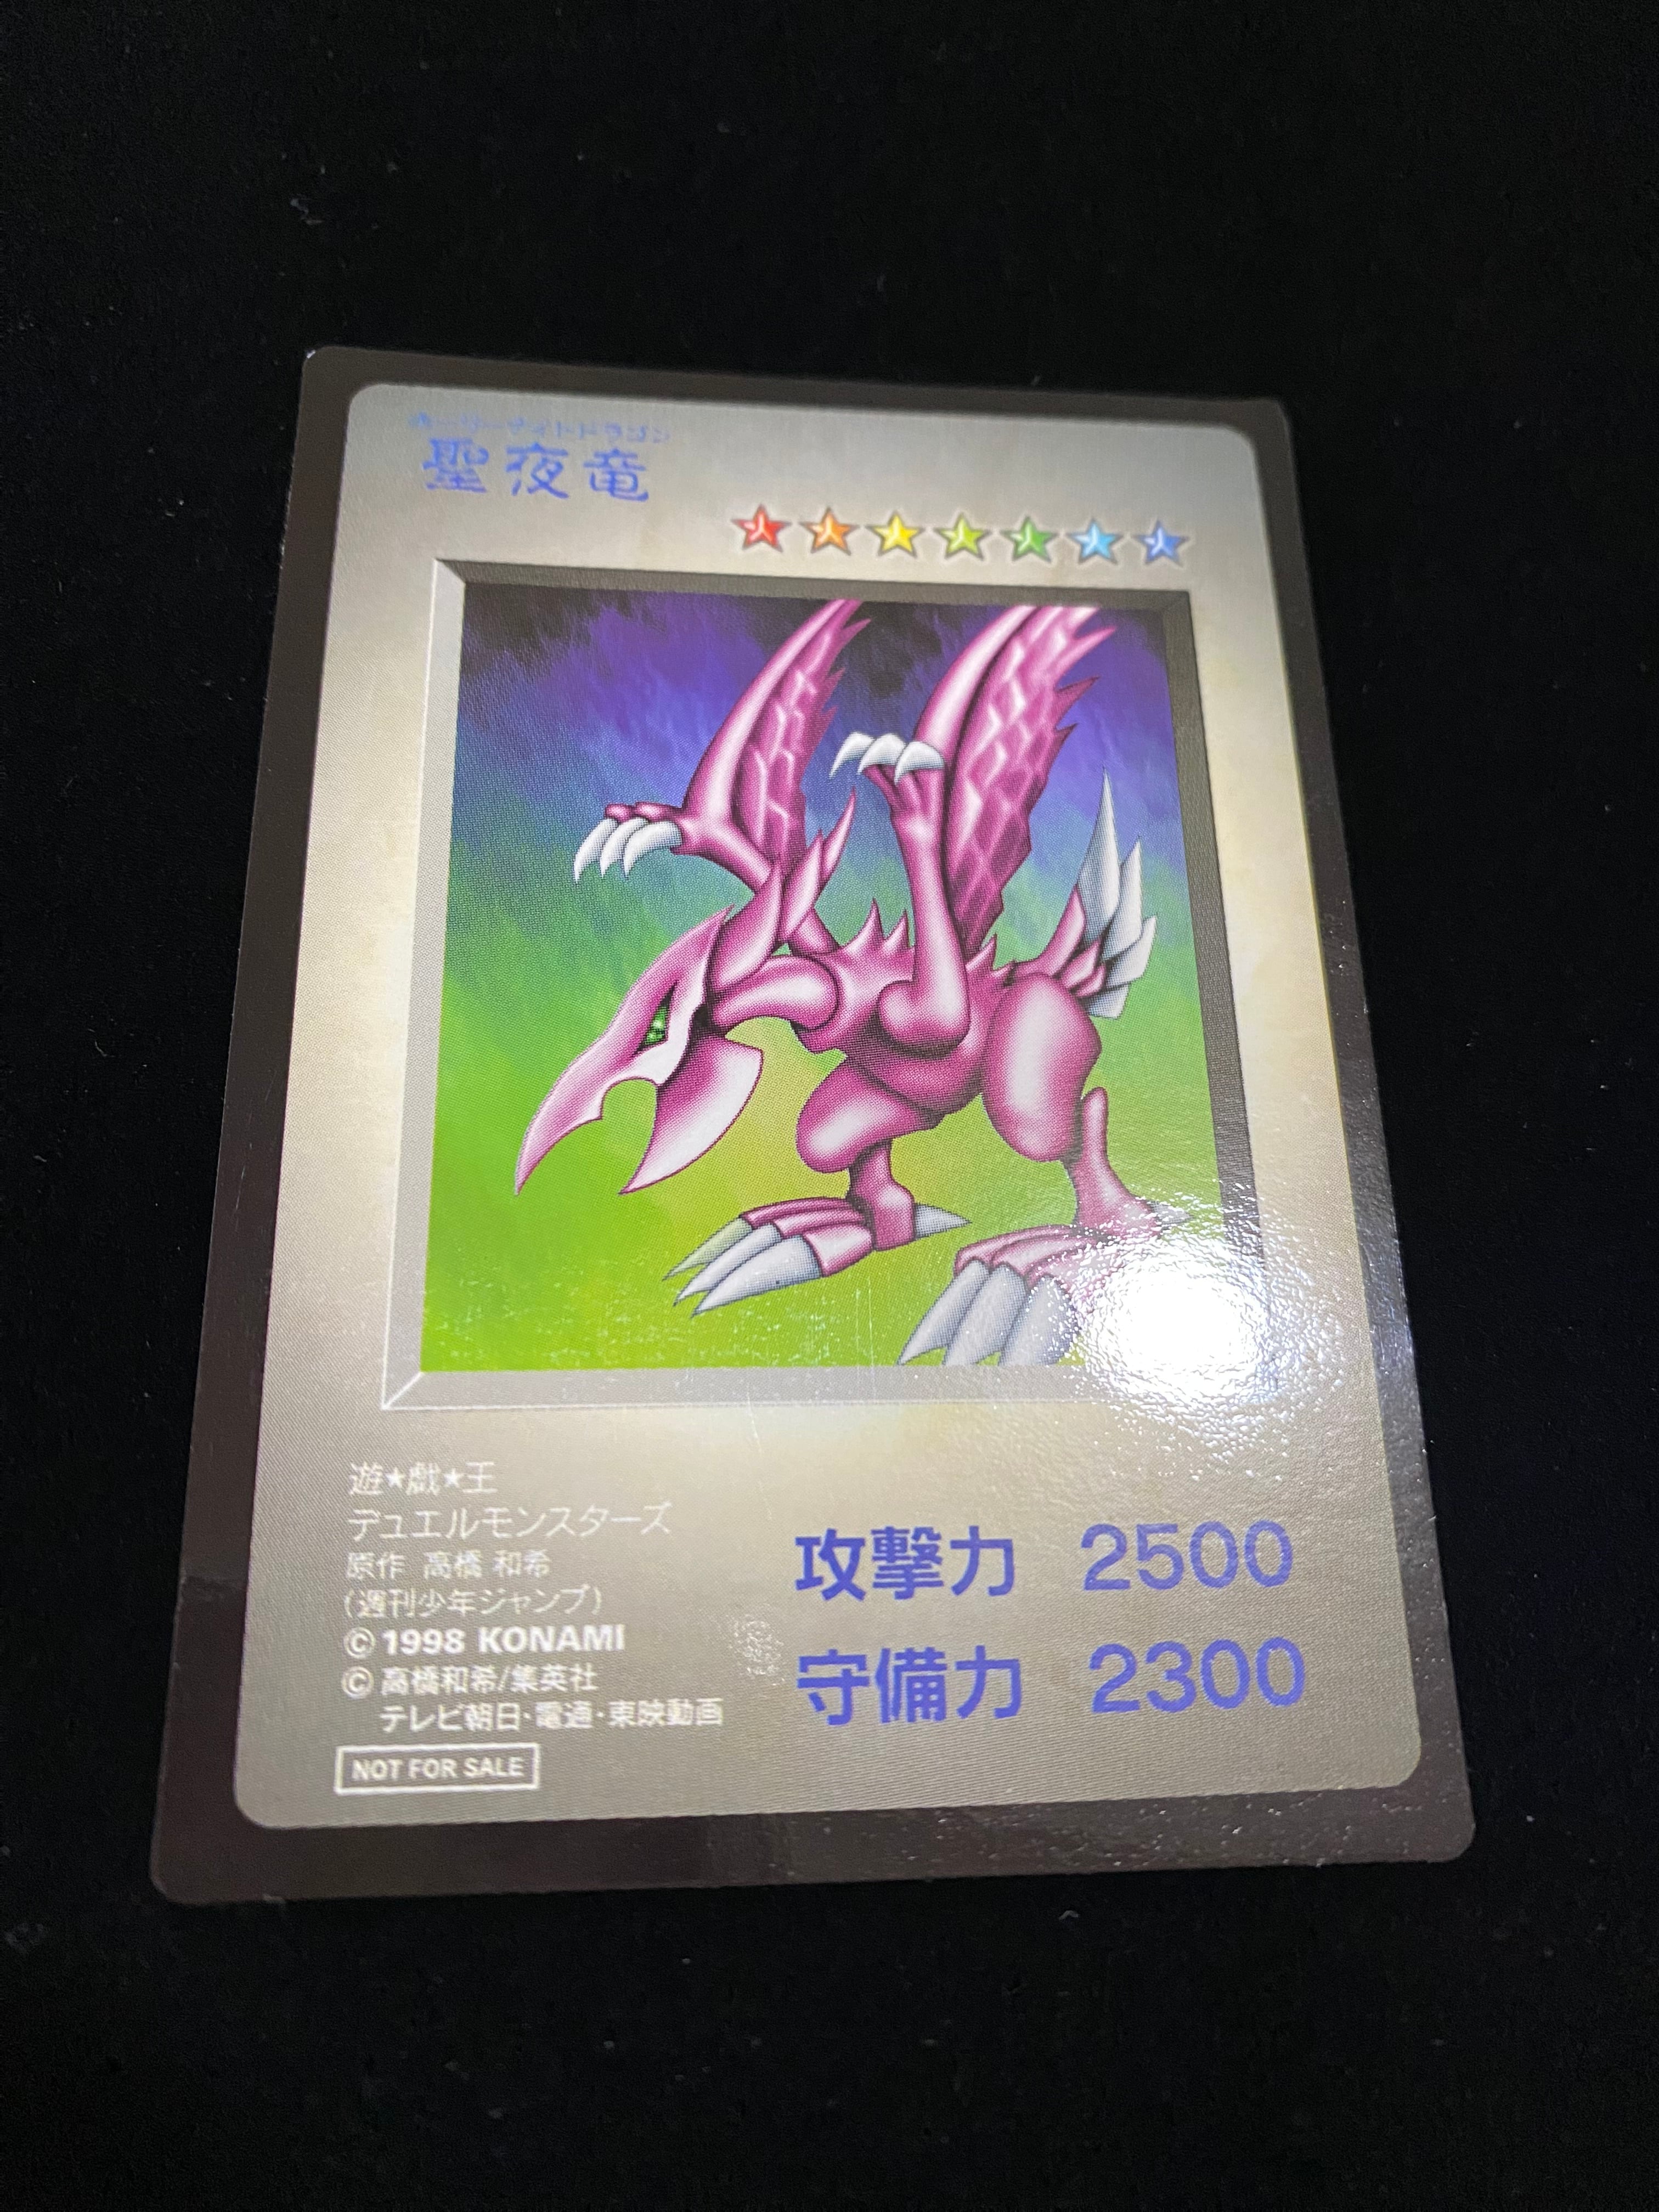 ホーリーナイトドラゴン
聖夜竜
遊★戯★王
デュエルモンスターズ
原作 高橋 和希
(週刊少年ジャンプ)
©1998 KONAMI
©高橋和希/集英社
テレビ朝日・電通・東映動画
NOT FOR SALE
攻撃力 2500
守備力 2300